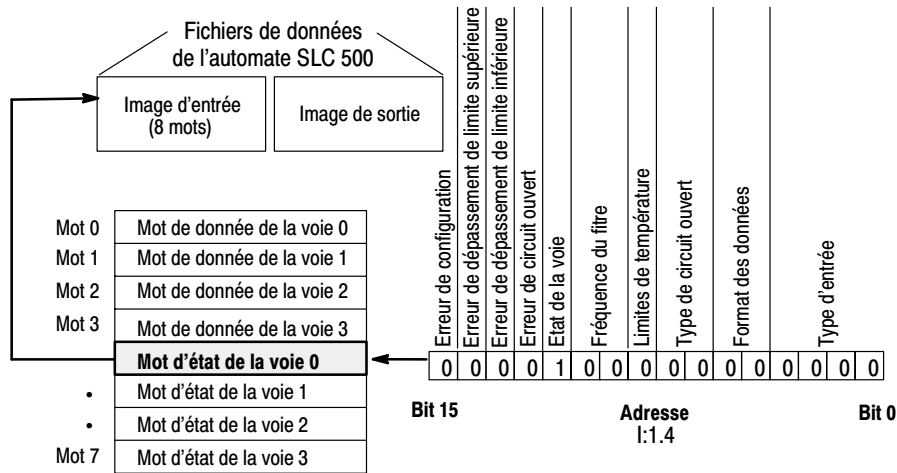 Fichiers de données
de l'automate SLC 500
Image d'entrée
(8 mots)
Image de sortie
Mot 0
Mot de donnée de la voie 0
Mot 1
Mot de donnée de la voie 1
Mot 2
Mot de donnée de la voie 2
Mot 3
Mot de donnée de la voie 3
Mot d'état de la voie 0
• Mot d'état de la voie 1
• Mot d'état de la voie 2
Mot 7
Mot d'état de la voie 3
Erreur de configuration
Erreur de dépassement de limite supérieure
Erreur de dépassement de limite inférieure
Erreur de circuit ouvert
Etat de la voie
Fréquence du fitre
Limites de température
Type de circuit ouvert
Format des données
Type d'entrée
0 0 0 0 1 0 0 0 0 0 0 0 0 0 0 0
Bit 15
Adresse
I:1.4
Bit 0